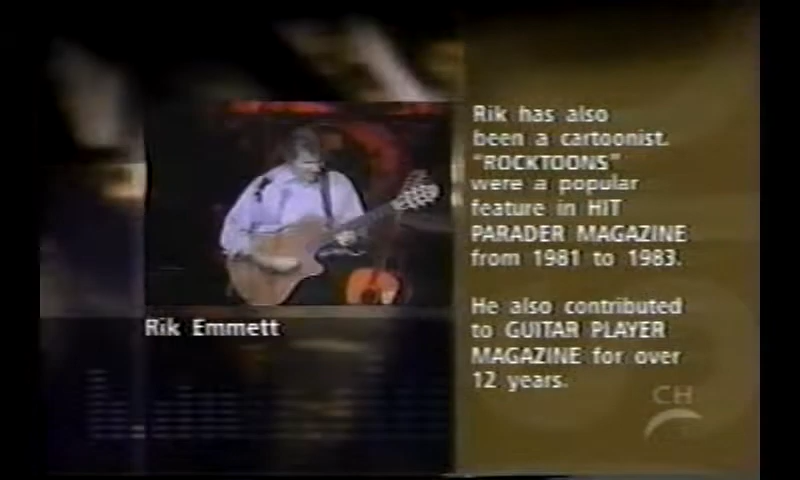 Rik has also
been a cartoonist.
"ROCKTOONS"
were a popular
feature in HIT
PARADER MAGAZINE
from 1981 to 1983.
He also contributed
to GUITAR PLAYER
MAGAZINE for over
12 years.
Rik Emmett
CH